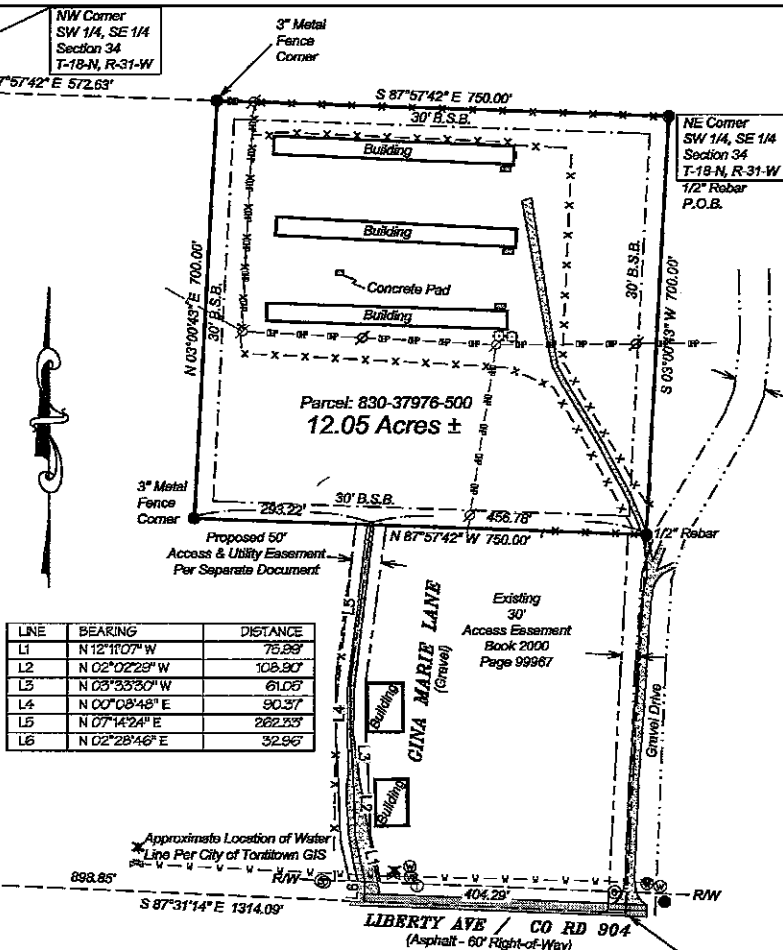 NW Corner
SW 1/4, SE 1/4
Section 34
T-18-N, R-31-W
3" Metal
Fence
Corner
7°57'42" E 572.63'
S 87°57'42" E 750.00'
30' B.S.B.
NE Corner
SW 1/4, SE 1/4
Section 34
T-18-N, R-31-W
1/2" Rebar
P.O.B.
Building
Building
Concrete Pad
Building
N 03°00'43" E 700.00'
30' B.S.B.
30' B.S.B.
S 03°00'43" W 700.00'
OHP
Parcel: 830-37976-500
12.05 Acres ±
3" Metal
Fence
Corner
30' B.S.B.
293.22'
456.78'
N 87°57'42" W 750.00'
1/2" Rebar
Proposed 50'
Access & Utility Easement
Per Separate Document
Existing
30'
Access Easement
Book 2000
Page 99967
GINA MARIE LANE
(Gravel)
Gravel Drive
LINE BEARING DISTANCE
L1 N 12°11'07" W 75.99'
L2 N 02°02'29" W 108.90'
L3 N 03°33'30" W 61.05'
L4 N 00°08'48" E 90.37'
L5 N 07°14'24" E 262.33'
L6 N 02°28'46" E 32.96'
L5
L4
L3
L2
L1
L6
Building
Building
Approximate Location of Water
Line Per City of Tontitown GIS
R/W
R/W
898.85'
404.29'
S 87°31'14" E 1314.09'
LIBERTY AVE / CO RD 904
(Asphalt - 60' Right-of-Way)